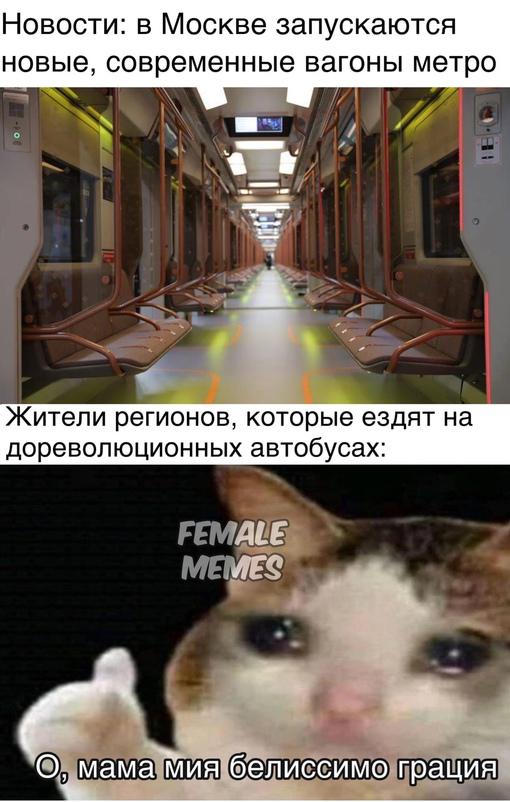 Новости: в Москве запускаются
новые, современные вагоны метро
Жители регионов, которые ездят на
дореволюционных автобусах:
FEMALE
MEMES
О, мама мия белиссимо грация